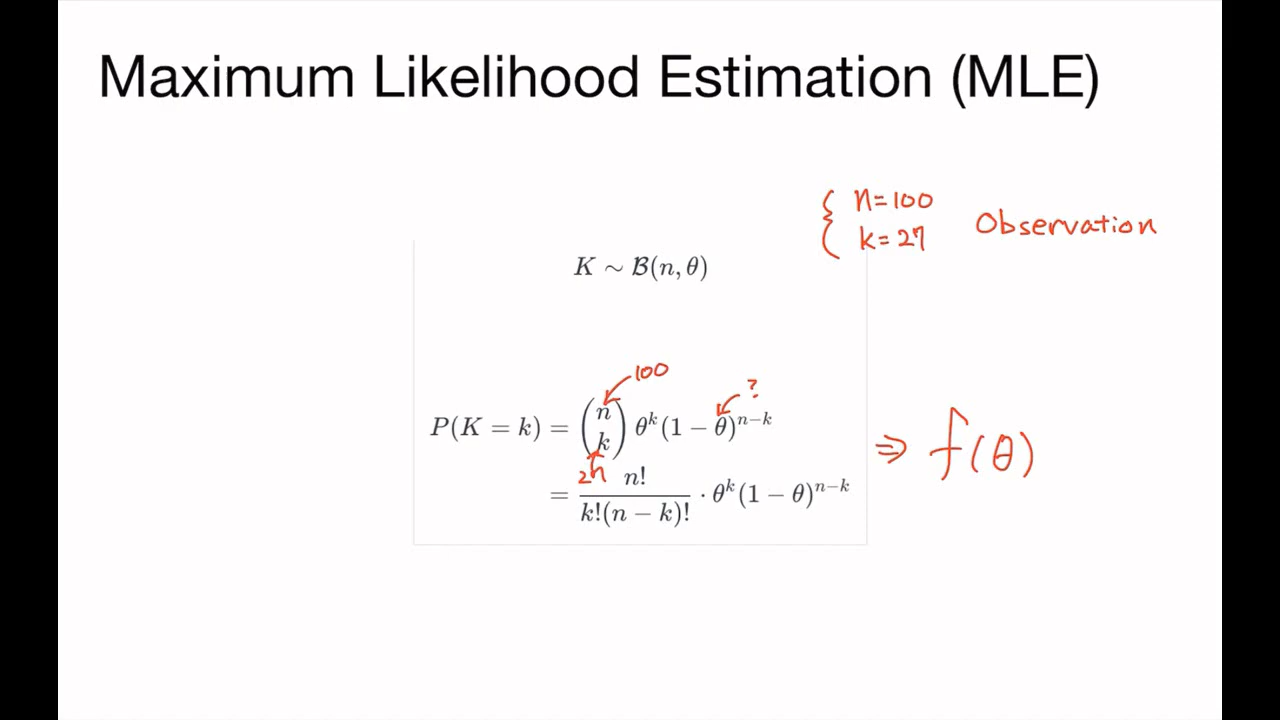 Maximum Likelihood Estimation (MLE)
{ n=100
k=27
Observation
K ∼ ℬ(n, θ)
100
?
P(K = k) = (n k) θ^k(1 − θ)^{n−k}
27
= n! / k!(n − k)! · θ^k(1 − θ)^{n−k}
⇒ f(θ)